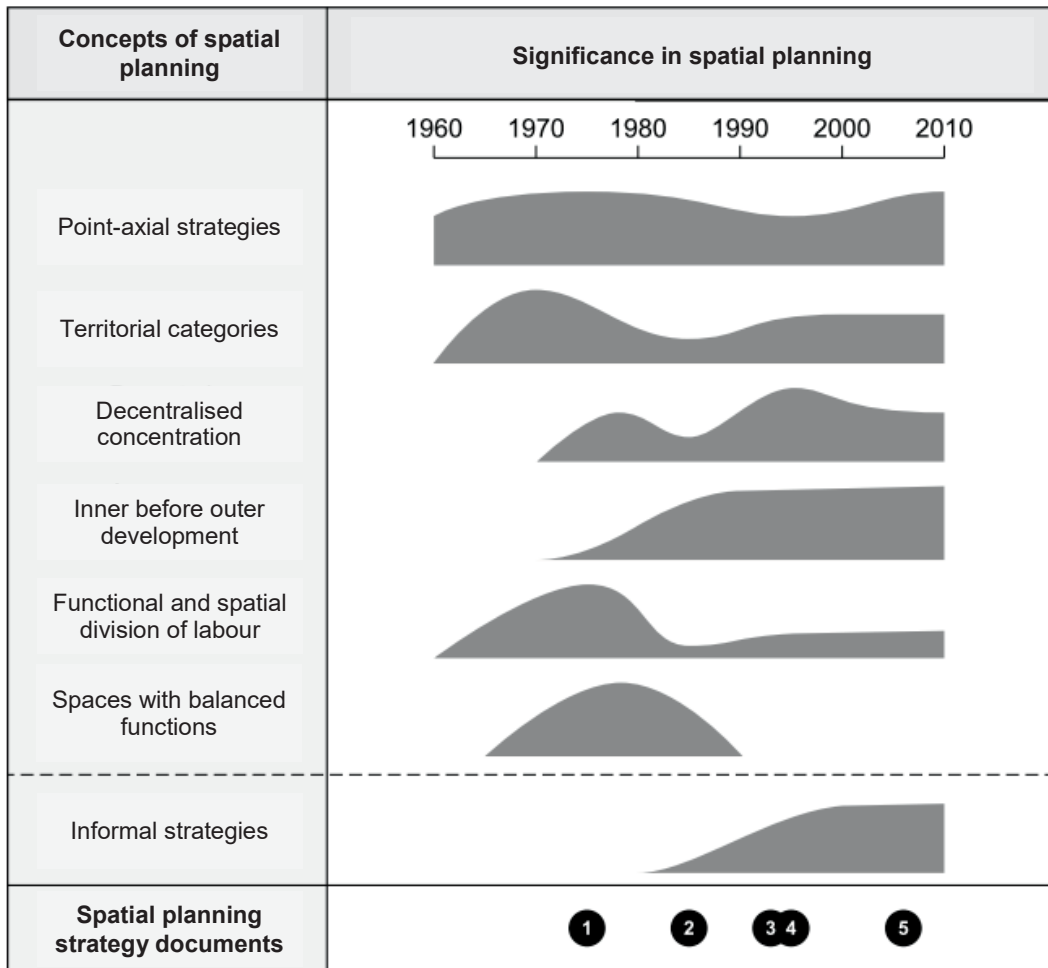 Concepts of spatial
planning
Significance in spatial planning
1960 1970 1980 1990 2000 2010
Point-axial strategies
Territorial categories
Decentralised
concentration
Inner before outer
development
Functional and spatial
division of labour
Spaces with balanced
functions
Informal strategies
Spatial planning
strategy documents
1 2 3 4 5